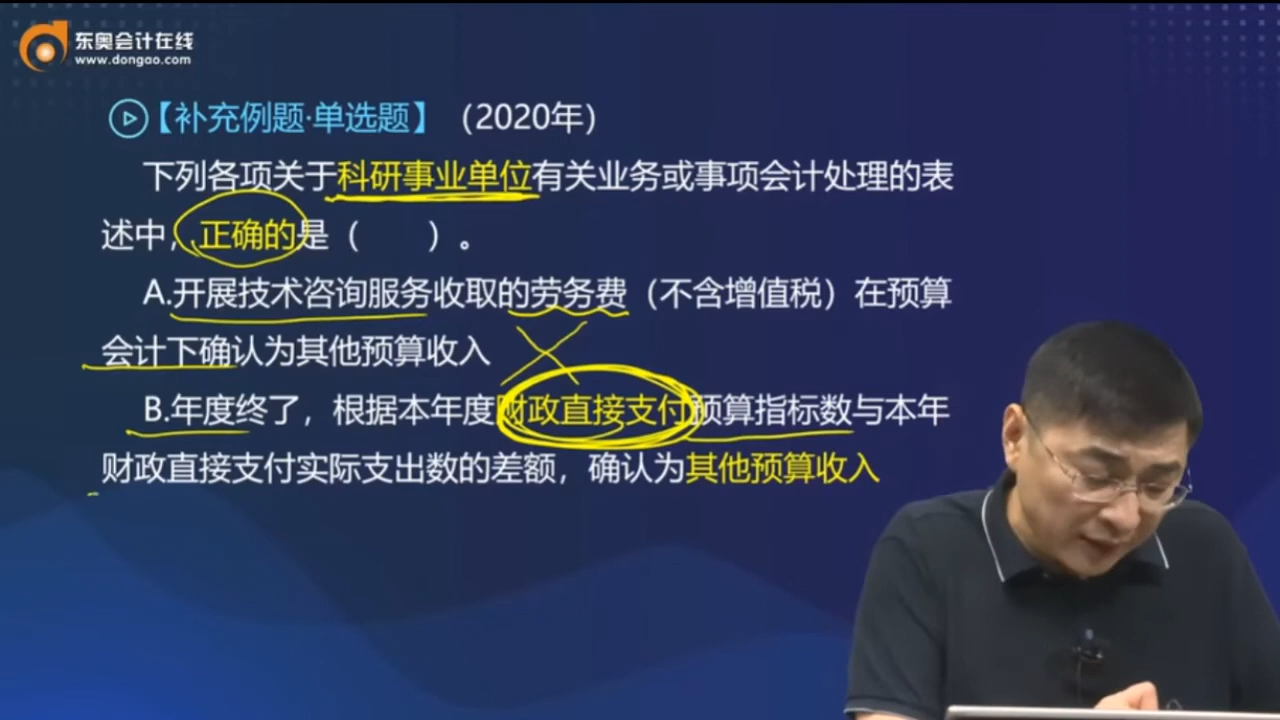 东奥会计在线
www.dongao.com
【补充例题·单选题】（2020年）
下列各项关于科研事业单位有关业务或事项会计处理的表
述中，正确的是（　　）。
A.开展技术咨询服务收取的劳务费（不含增值税）在预算
会计下确认为其他预算收入
B.年度终了，根据本年度财政直接支付预算指标数与本年
财政直接支付实际支出数的差额，确认为其他预算收入